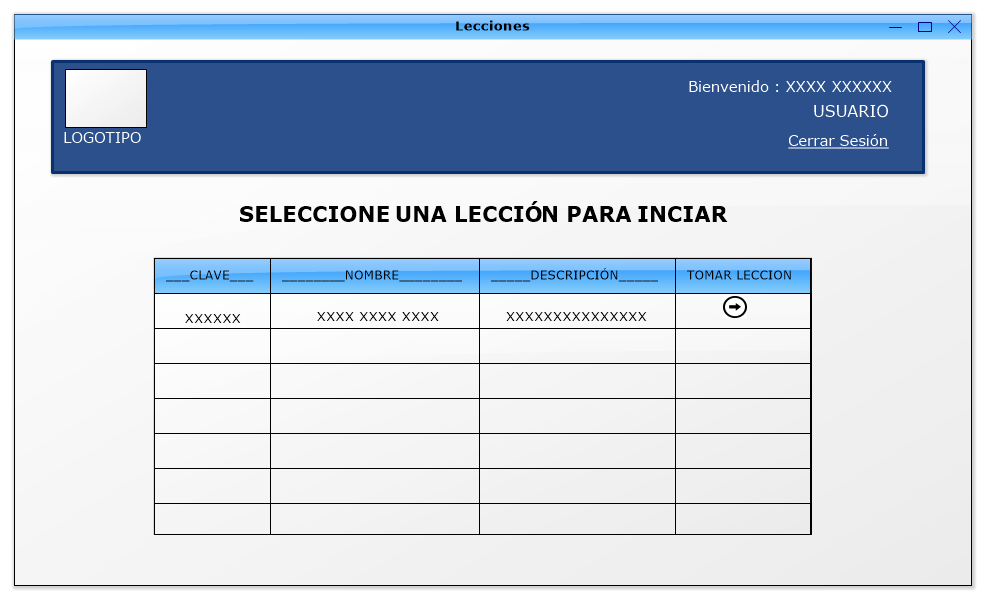 Lecciones
Bienvenido : XXXX XXXXXX
USUARIO
LOGOTIPO
Cerrar Sesión
SELECCIONE UNA LECCIÓN PARA INCIAR
___CLAVE___ ________NOMBRE________ _____DESCRIPCIÓN_____ TOMAR LECCION
XXXXXX XXXX XXXX XXXX XXXXXXXXXXXXXXX